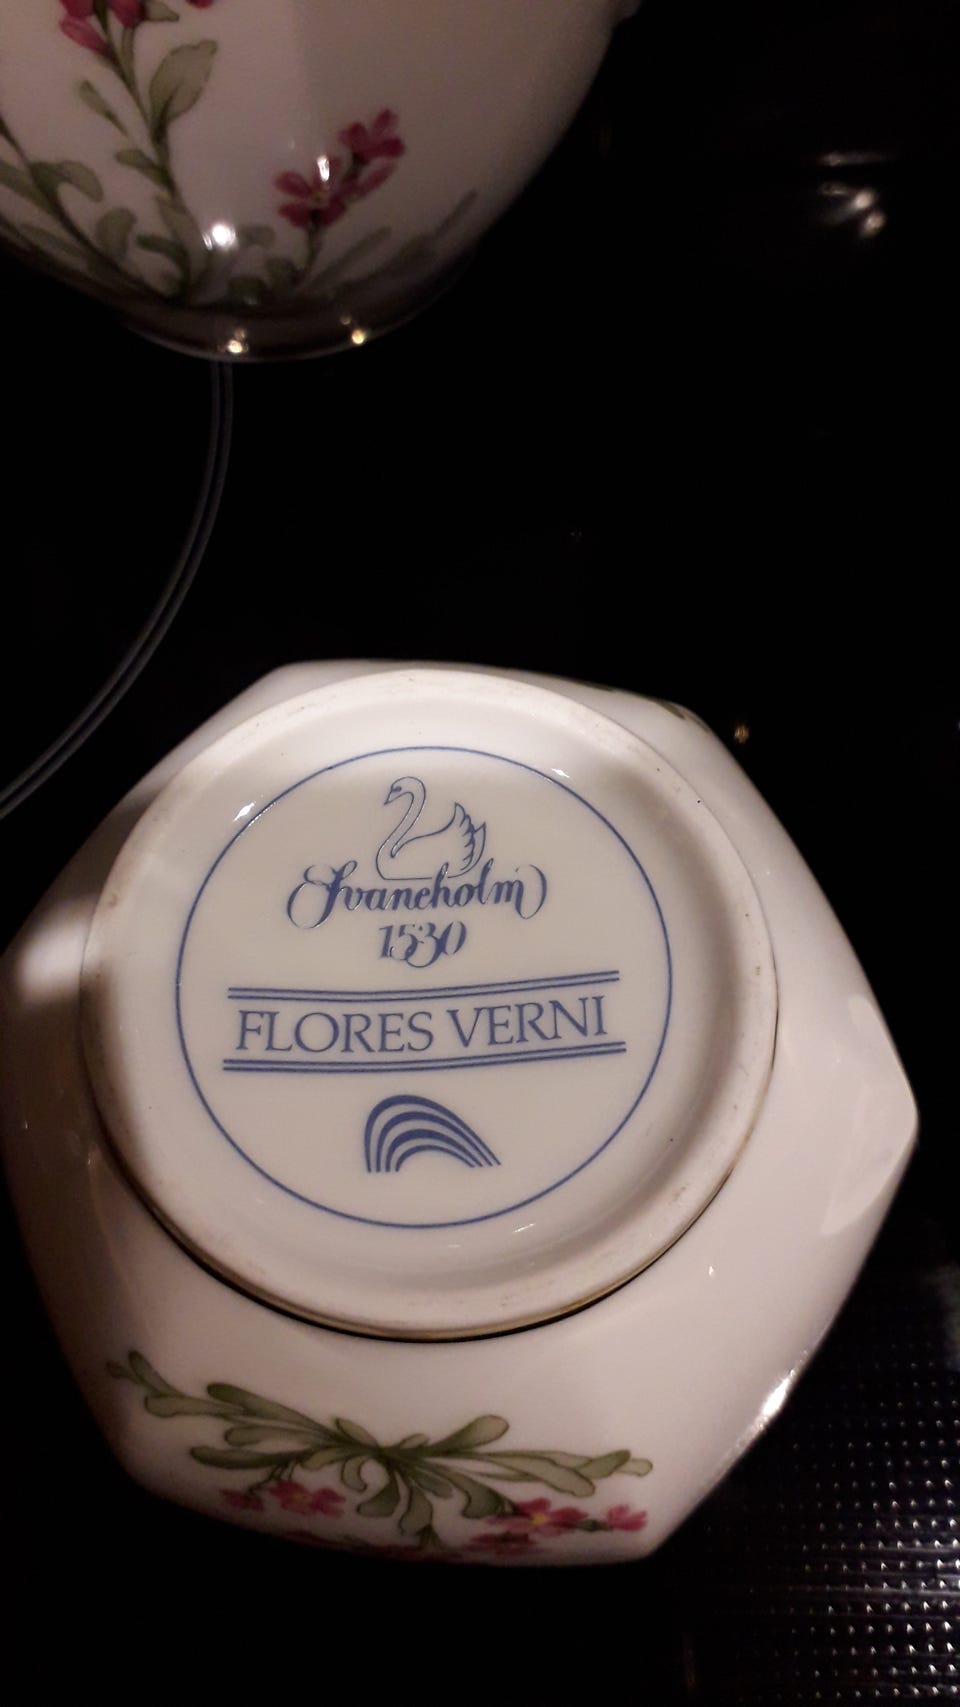 Svaneholm
1530
FLORES VERNI